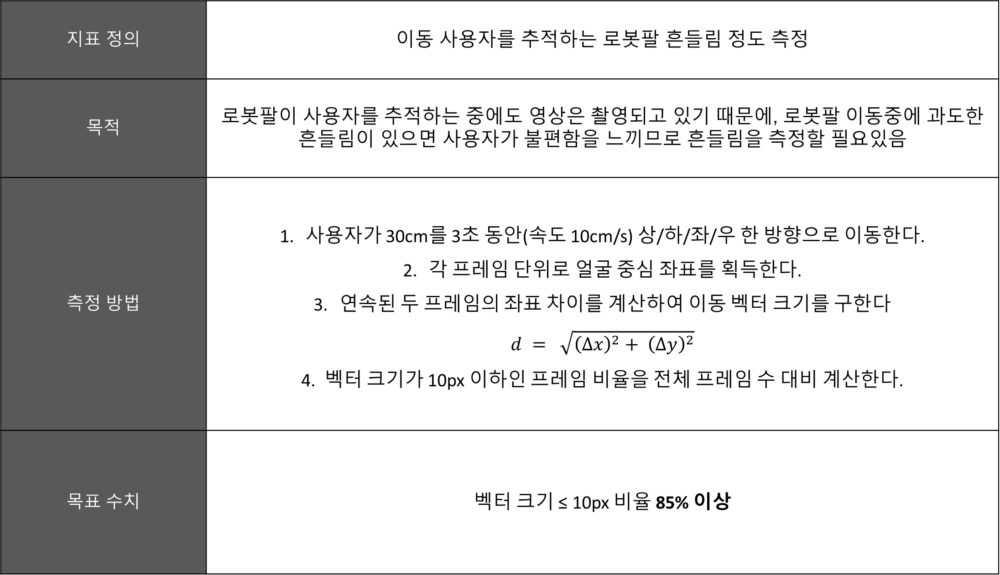 지표 정의
이동 사용자를 추적하는 로봇팔 흔들림 정도 측정
목적
로봇팔이 사용자를 추적하는 중에도 영상은 촬영되고 있기 때문에, 로봇팔 이동중에 과도한
흔들림이 있으면 사용자가 불편함을 느끼므로 흔들림을 측정할 필요있음
측정 방법
1. 사용자가 30cm를 3초 동안(속도 10cm/s) 상/하/좌/우 한 방향으로 이동한다.
2. 각 프레임 단위로 얼굴 중심 좌표를 획득한다.
3. 연속된 두 프레임의 좌표 차이를 계산하여 이동 벡터 크기를 구한다
d = √(Δx)² + (Δy)²
4. 벡터 크기가 10px 이하인 프레임 비율을 전체 프레임 수 대비 계산한다.
목표 수치
벡터 크기 ≤ 10px 비율 85% 이상